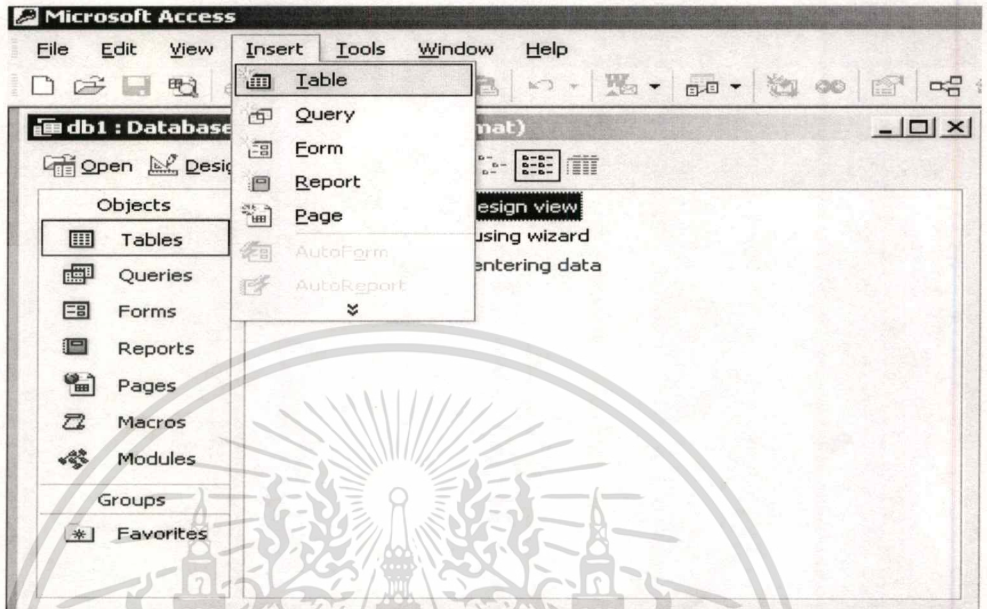 Microsoft Access
File Edit View Insert Tools Window Help
Table
db1 : Database mat)
Query
Open Desig
Form
Objects
Report
esign view
Tables
Page
using wizard
Queries
AutoForm
entering data
Forms
AutoReport
Reports
Pages
Macros
Modules
Groups
Favorites